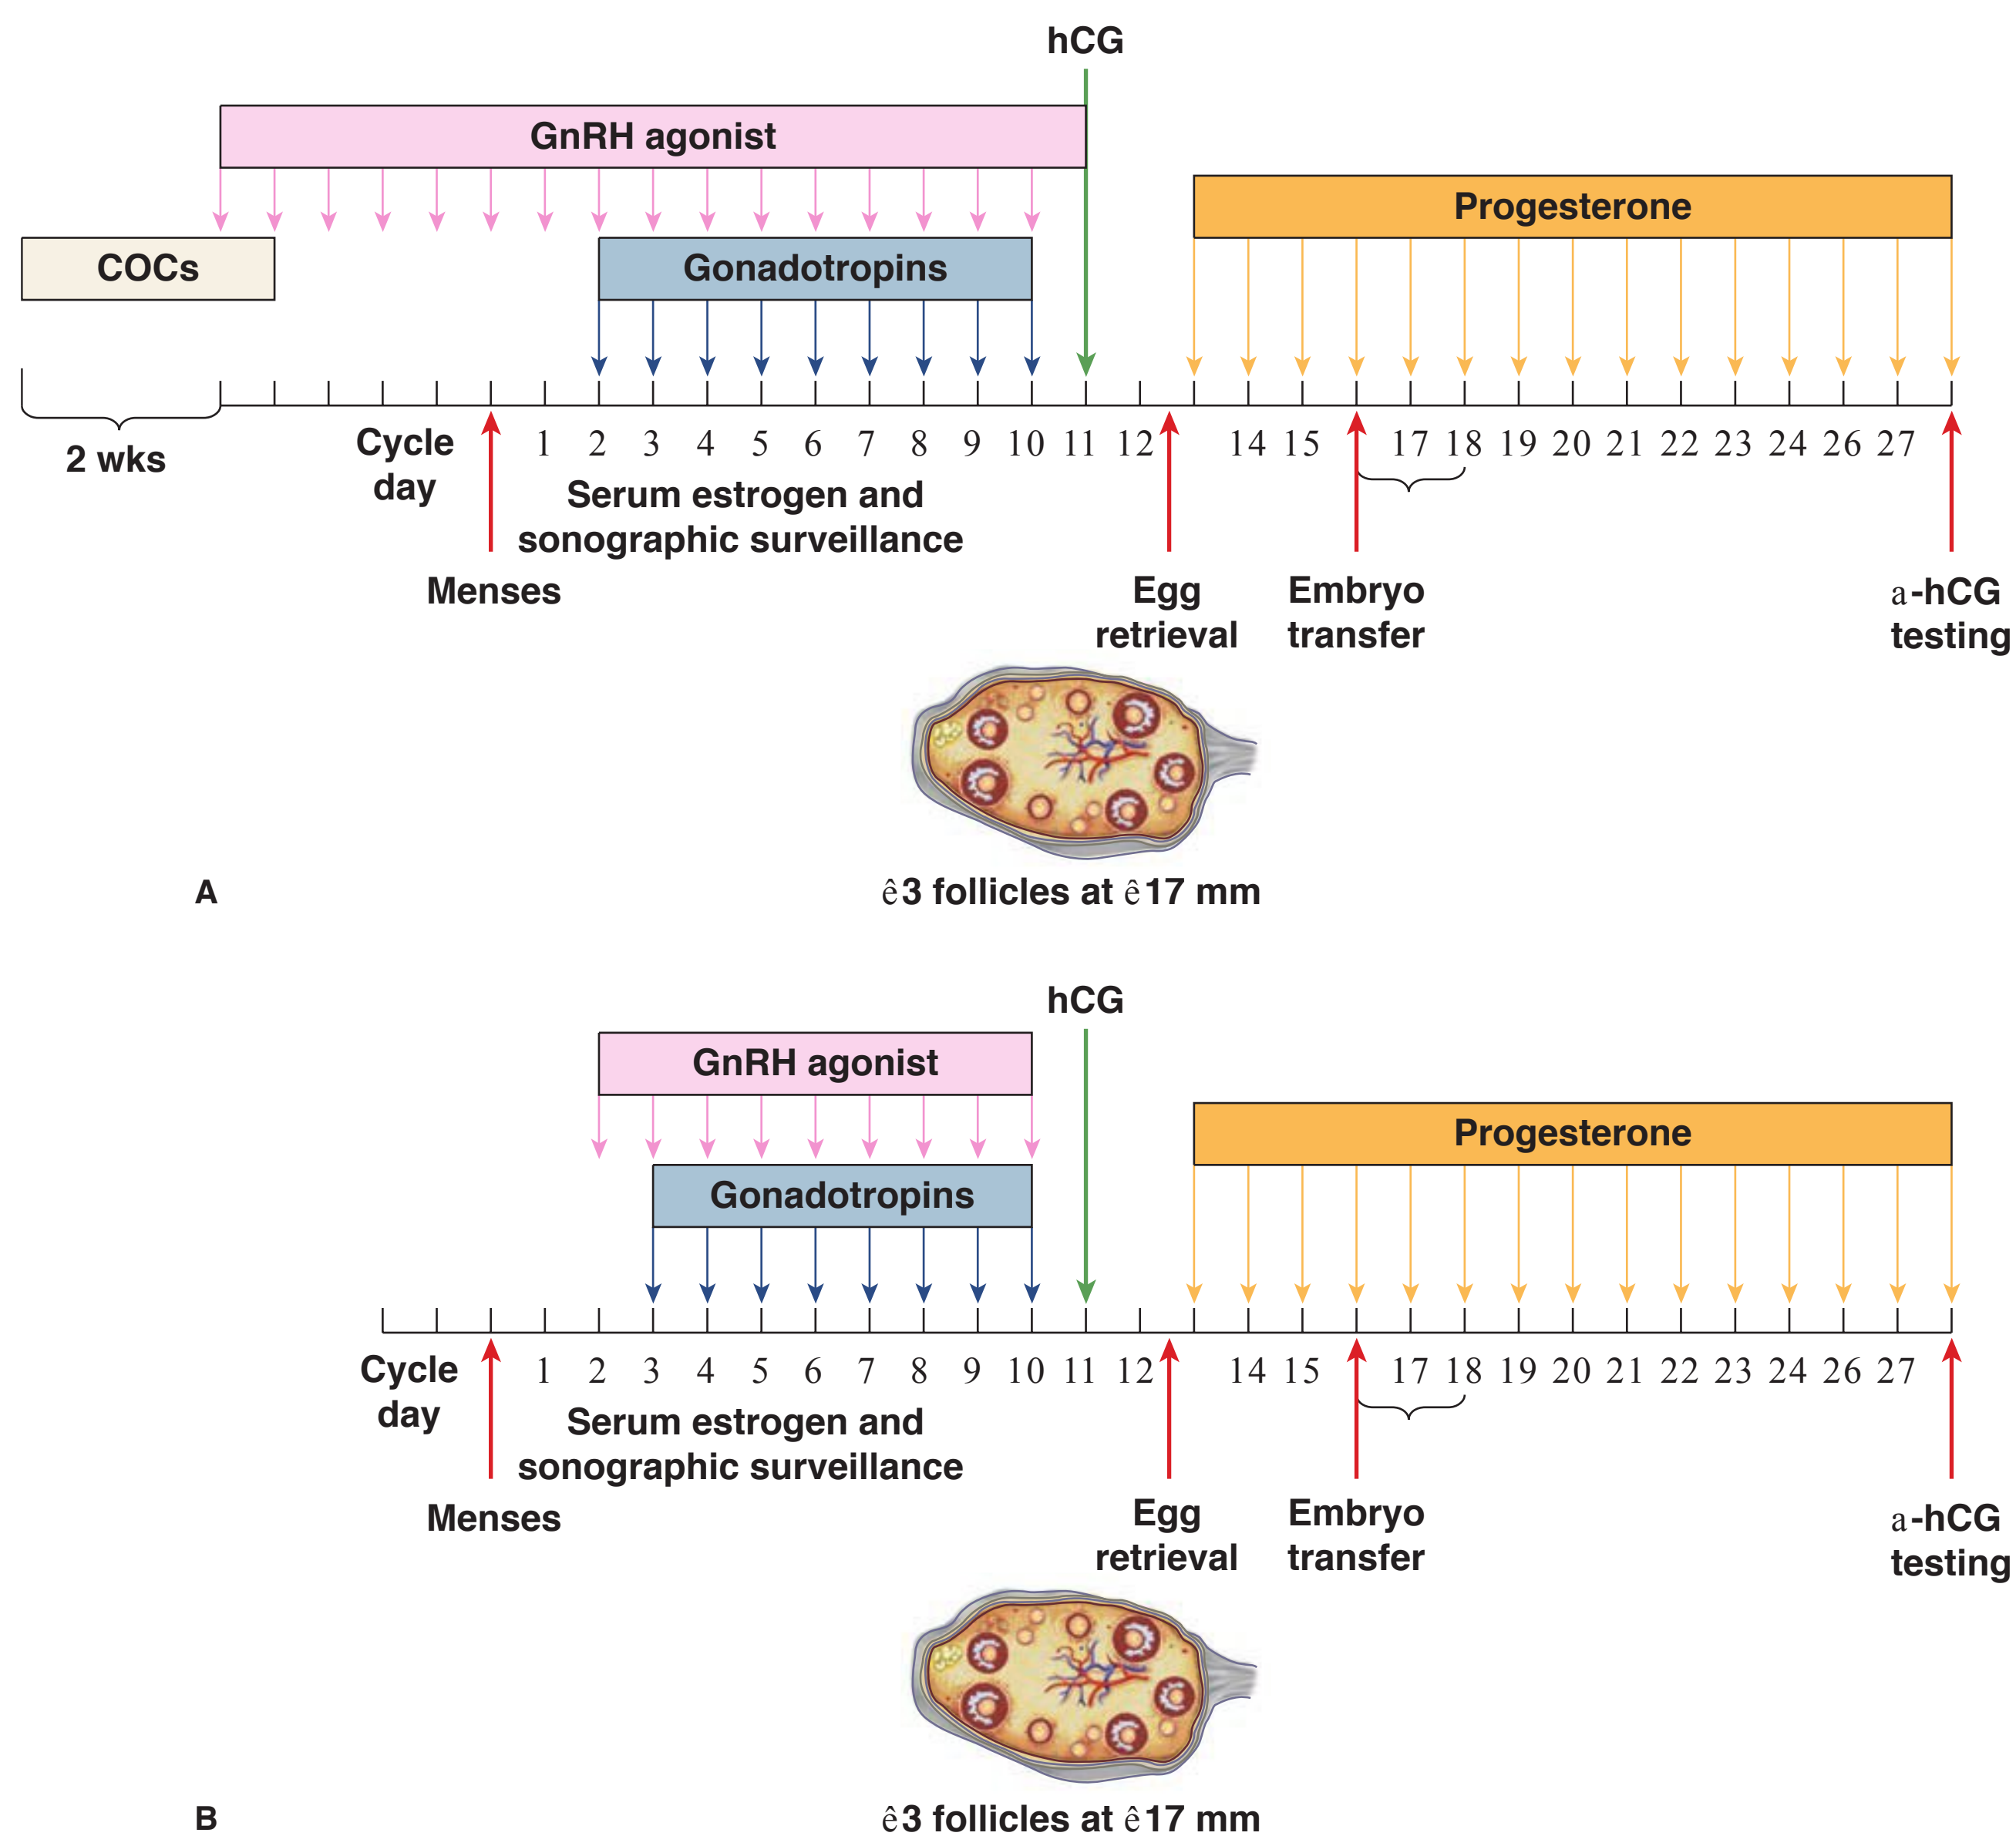 hCG
GnRH agonist
Progesterone
COCs
Gonadotropins
2 wks
Cycle
day
1 2 3 4 5 6 7 8 9 10 11 12 14 15 17 18 19 20 21 22 23 24 26 27
Serum estrogen and
sonographic surveillance
Menses
Egg
retrieval
Embryo
transfer
a-hCG
testing
ê3 follicles at ê17 mm
A
hCG
GnRH agonist
Progesterone
Gonadotropins
Cycle
day
1 2 3 4 5 6 7 8 9 10 11 12 14 15 17 18 19 20 21 22 23 24 26 27
Serum estrogen and
sonographic surveillance
Menses
Egg
retrieval
Embryo
transfer
a-hCG
testing
ê3 follicles at ê17 mm
B